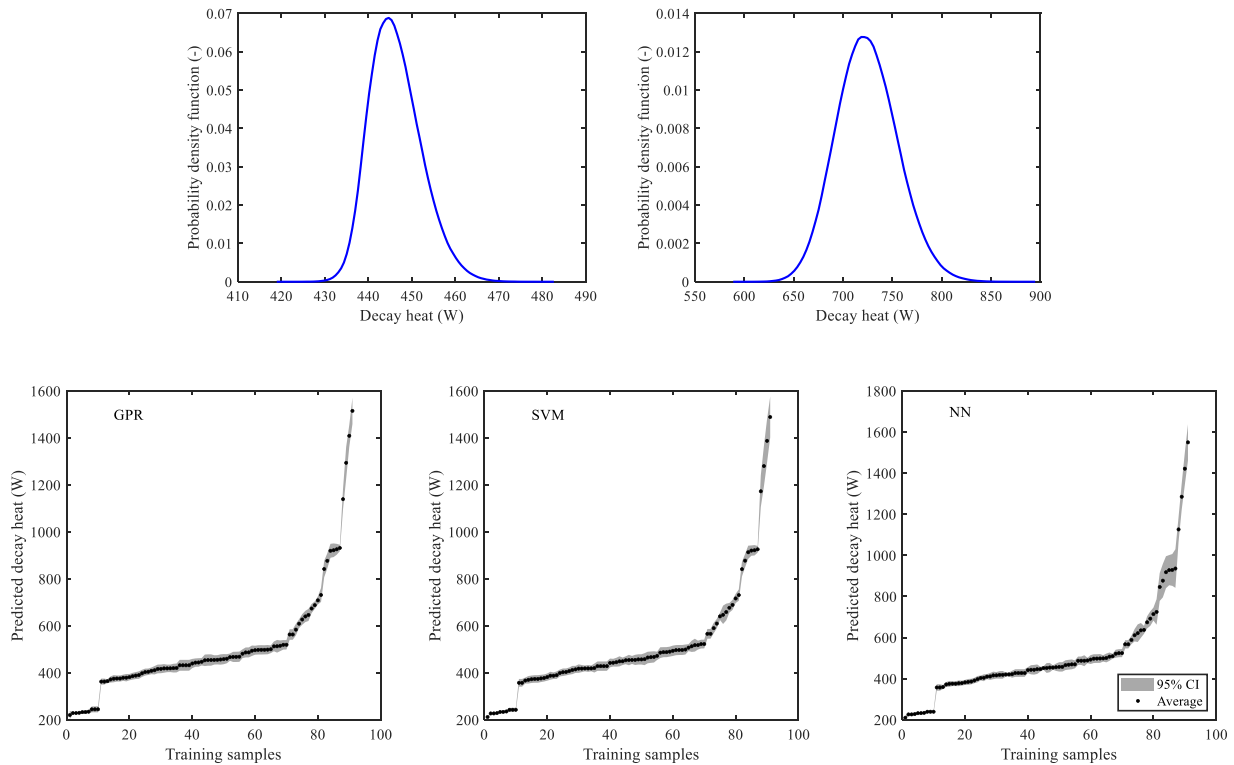 0.07
0.06
0.05
0.04
0.03
0.02
0.01
0
Probability density function (-)
410 420 430 440 450 460 470 480 490
Decay heat (W)
0.014
0.012
0.01
0.008
0.006
0.004
0.002
0
Probability density function (-)
550 600 650 700 750 800 850 900
Decay heat (W)
GPR
1600
1400
1200
1000
800
600
400
200
Predicted decay heat (W)
0 20 40 60 80 100
Training samples
SVM
1600
1400
1200
1000
800
600
400
200
Predicted decay heat (W)
0 20 40 60 80 100
Training samples
NN
1800
1600
1400
1200
1000
800
600
400
200
Predicted decay heat (W)
0 20 40 60 80 100
Training samples
95% CI
Average